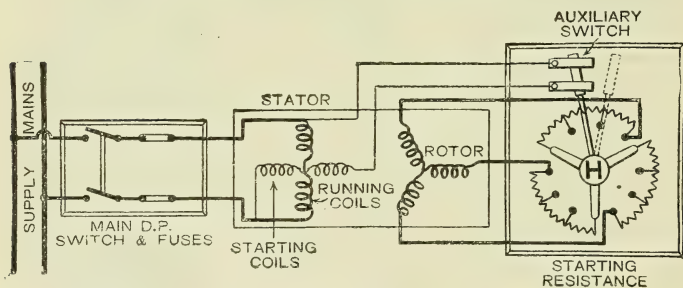 AUXILIARY
SWITCH
SUPPLY MAINS
STATOR
ROTOR
RUNNING
COILS
STARTING
COILS
MAIN D.P.
SWITCH & FUSES
H
STARTING
RESISTANCE